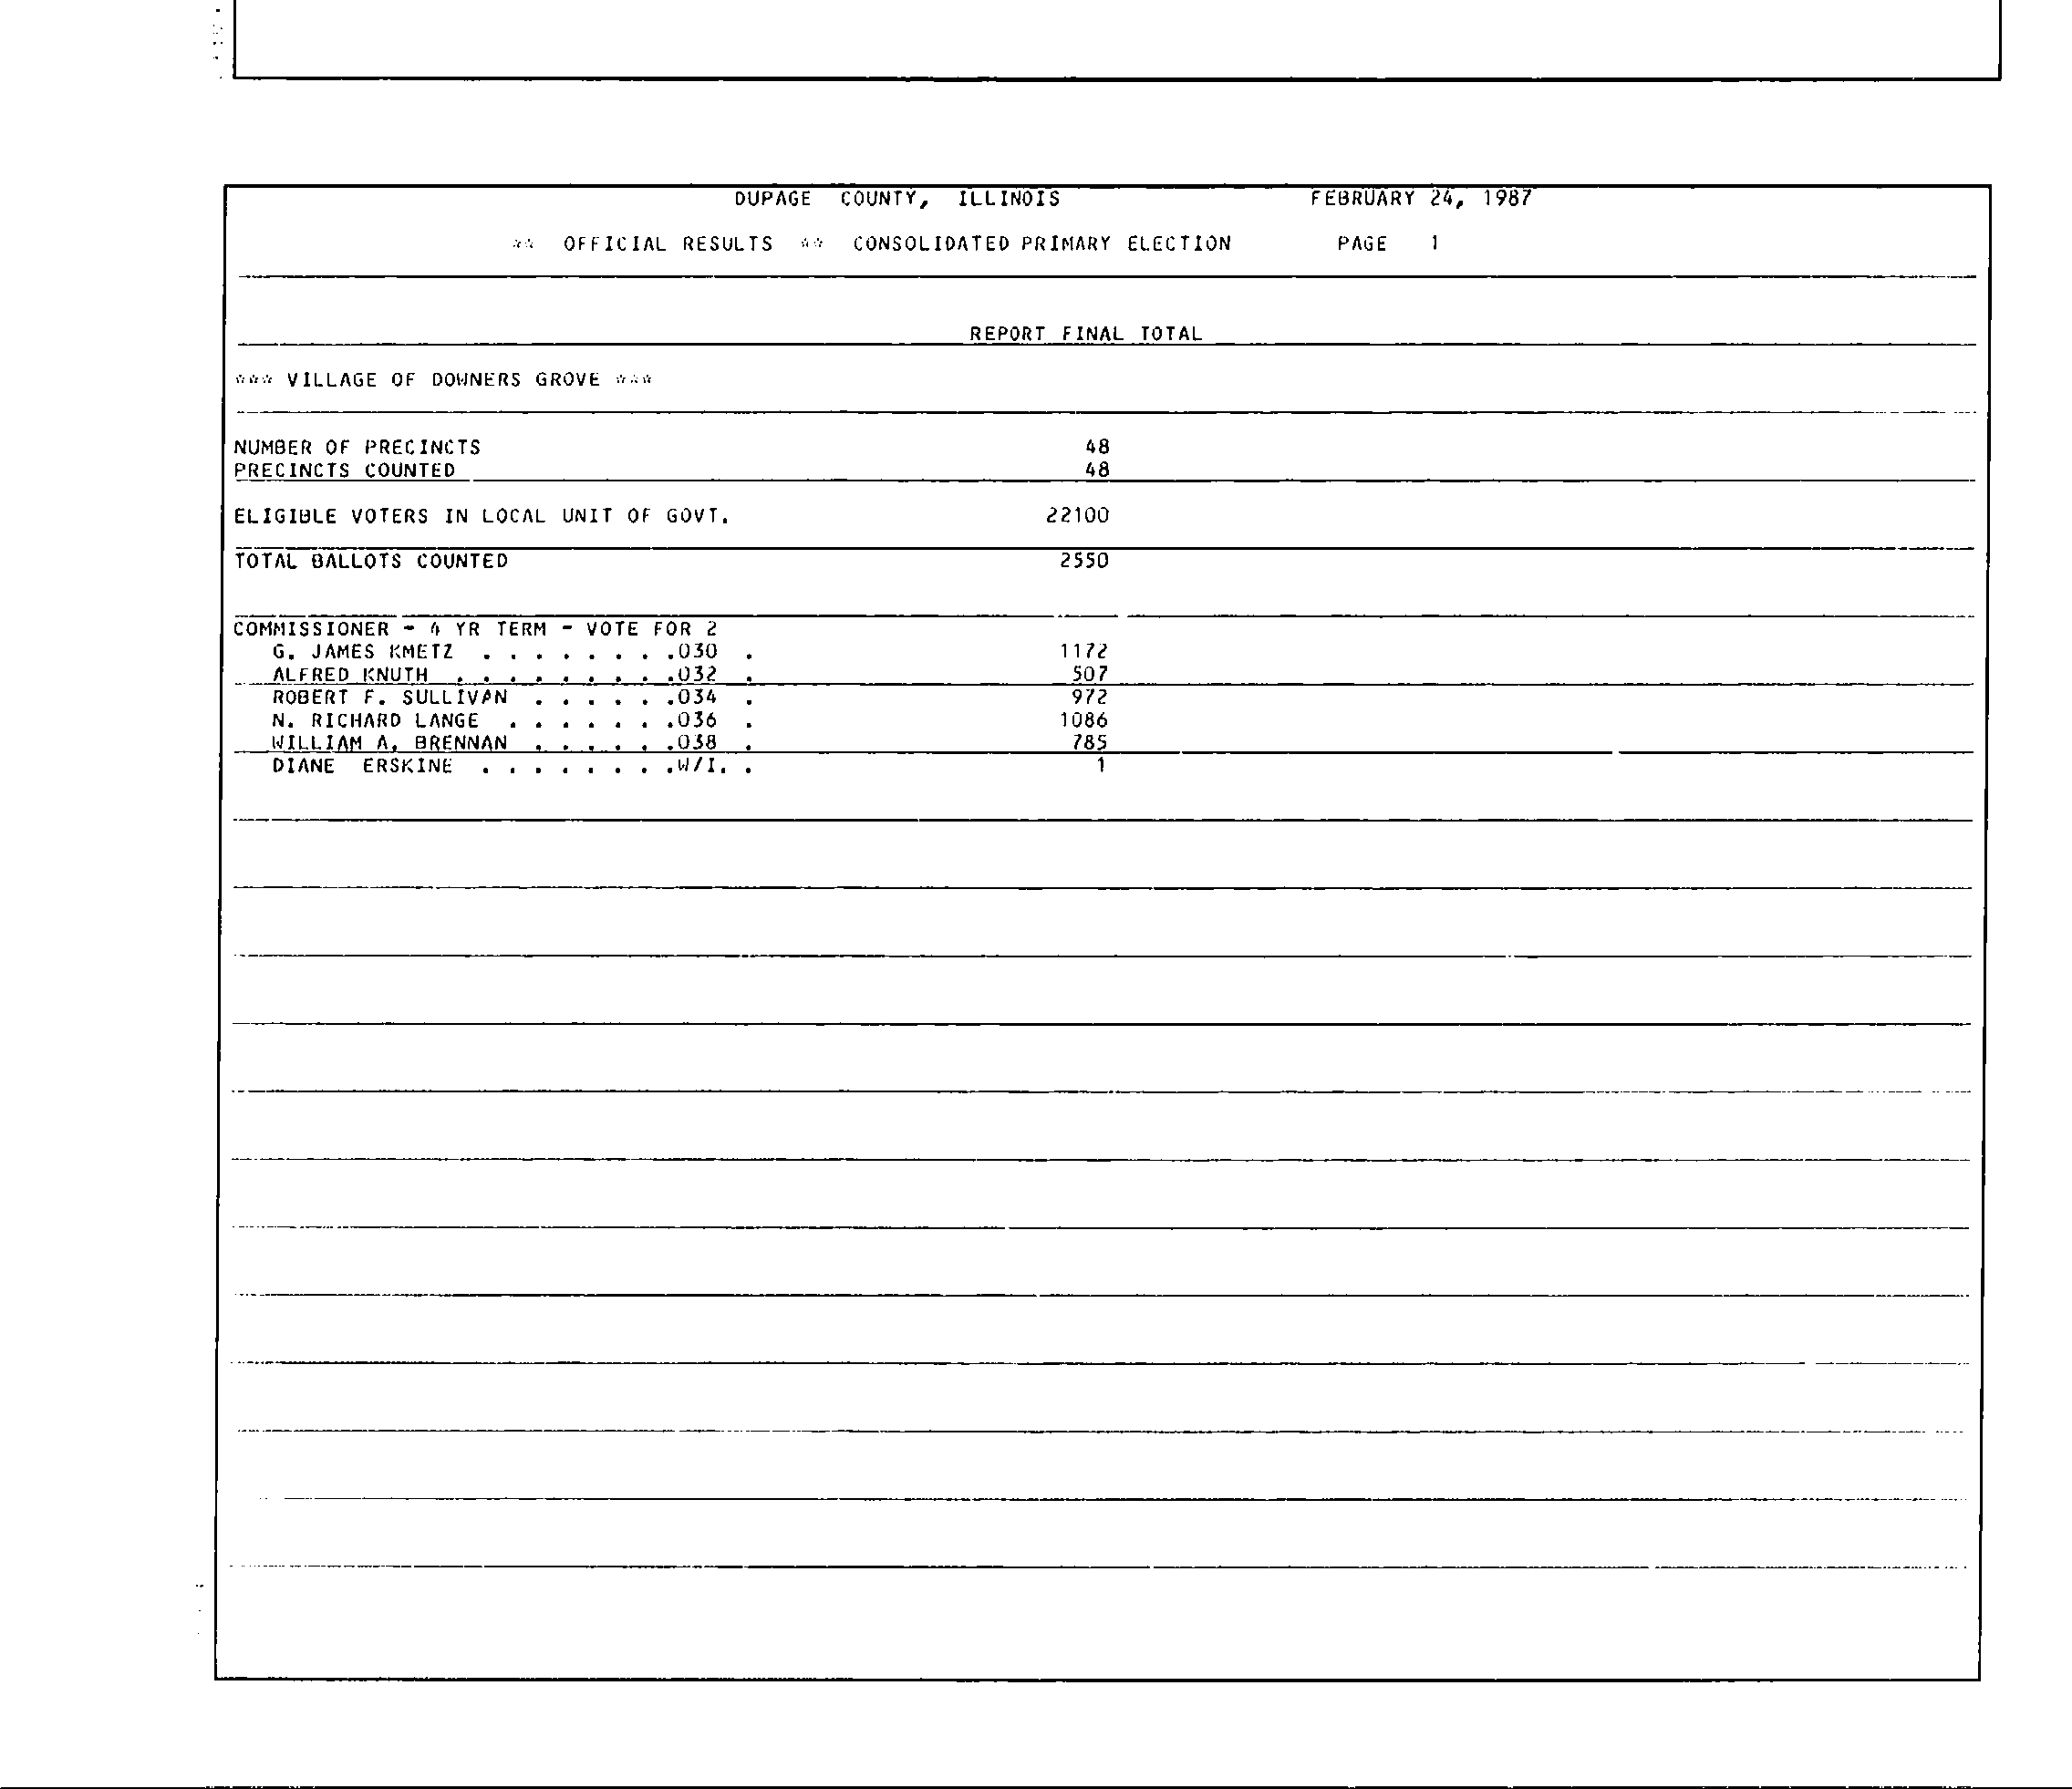 DUPAGE COUNTY, ILLINOIS FEBRUARY 24, 1987
** OFFICIAL RESULTS ** CONSOLIDATED PRIMARY ELECTION PAGE 1
REPORT FINAL TOTAL
*** VILLAGE OF DOWNERS GROVE ***
NUMBER OF PRECINCTS 48
PRECINCTS COUNTED 48
ELIGIBLE VOTERS IN LOCAL UNIT OF GOVT. 22100
TOTAL BALLOTS COUNTED 2550
COMMISSIONER - 4 YR TERM - VOTE FOR 2
G. JAMES KMETZ . . . . . . . .030 . 1172
ALFRED KNUTH . . . . . . . . .032 . 507
ROBERT F. SULLIVAN . . . . . .034 . 972
N. RICHARD LANGE . . . . . . .036 . 1086
WILLIAM A. BRENNAN . . . . . .038 . 785
DIANE ERSKINE . . . . . . . .W/I. . 1